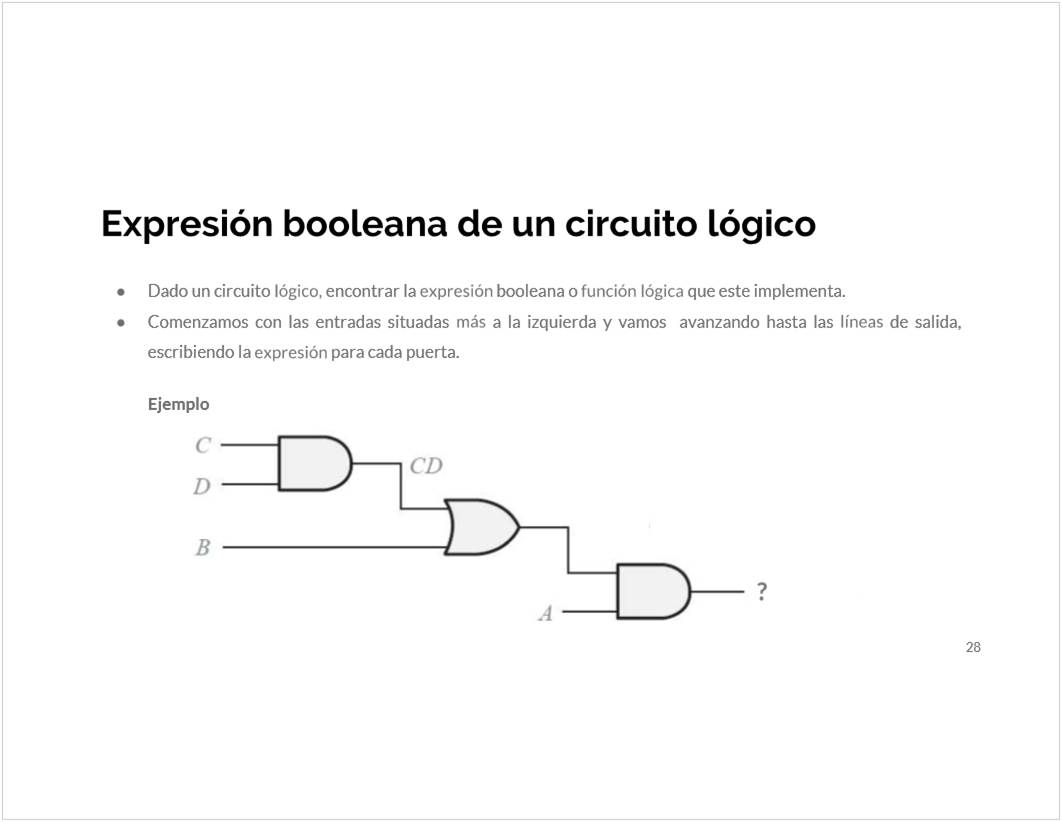 Expresión booleana de un circuito lógico
● Dado un circuito lógico, encontrar la expresión booleana o función lógica que este implementa.
● Comenzamos con las entradas situadas más a la izquierda y vamos avanzando hasta las líneas de salida,
escribiendo la expresión para cada puerta.
Ejemplo
C
CD
D
B
?
A
28